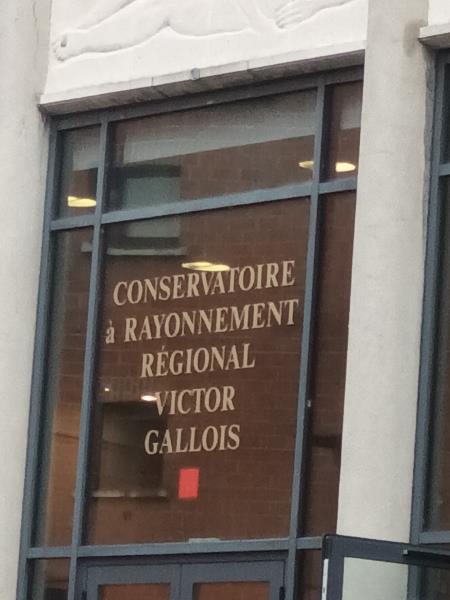 CONSERVATOIRE
à RAYONNEMENT
RÉGIONAL
VICTOR
GALLOIS